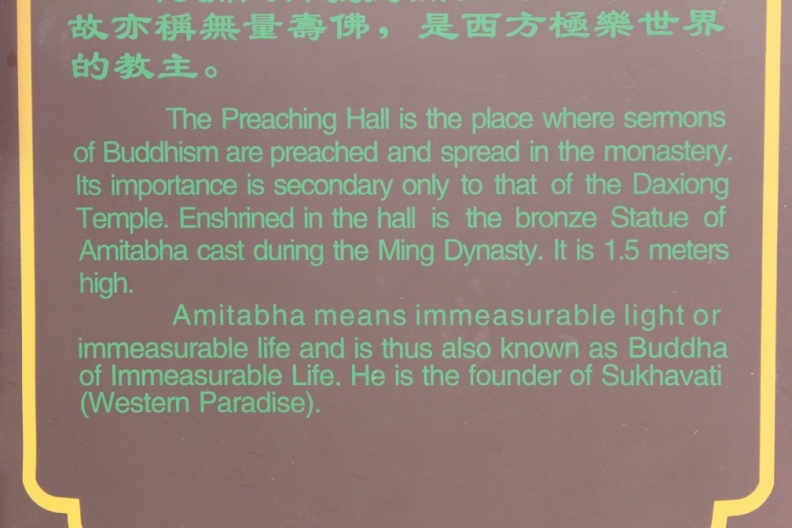 故亦稱無量壽佛，是西方極樂世界
的教主。
The Preaching Hall is the place where sermons
of Buddhism are preached and spread in the monastery.
Its importance is secondary only to that of the Daxiong
Temple. Enshrined in the hall is the bronze Statue of
Amitabha cast during the Ming Dynasty. It is 1.5 meters
high.
Amitabha means immeasurable light or
immeasurable life and is thus also known as Buddha
of Immeasurable Life. He is the founder of Sukhavati
(Western Paradise).